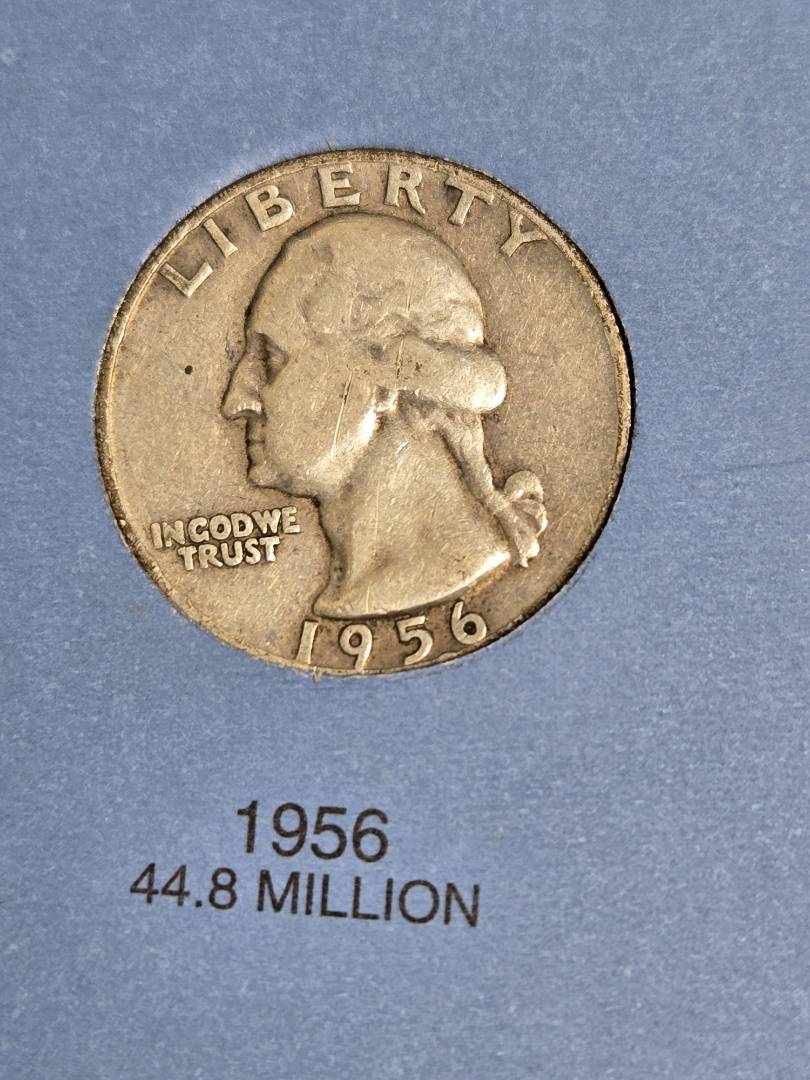 LIBERTY
IN GOD WE
TRUST
1956
1956
44.8 MILLION